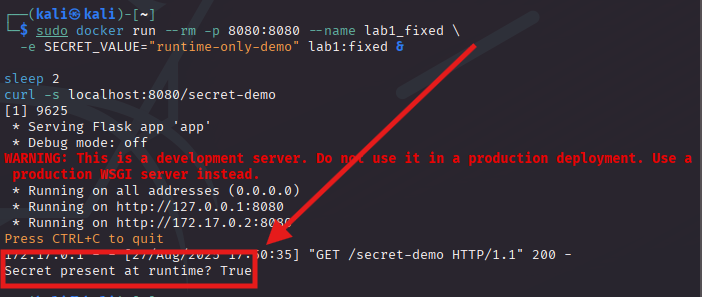 ┌──(kali㉿kali)-[~]
└─$ sudo docker run --rm -p 8080:8080 --name lab1_fixed \
-e SECRET_VALUE="runtime-only-demo" lab1:fixed &
sleep 2
curl -s localhost:8080/secret-demo
[1] 9625
* Serving Flask app 'app'
* Debug mode: off
WARNING: This is a development server. Do not use it in a production deployment. Use a
production WSGI server instead.
* Running on all addresses (0.0.0.0)
* Running on http://127.0.0.1:8080
* Running on http://172.17.0.2:8080
Press CTRL+C to quit
172.17.0.1 - - [27/Aug/2025 :35] "GET /secret-demo HTTP/1.1" 200 -
Secret present at runtime? True